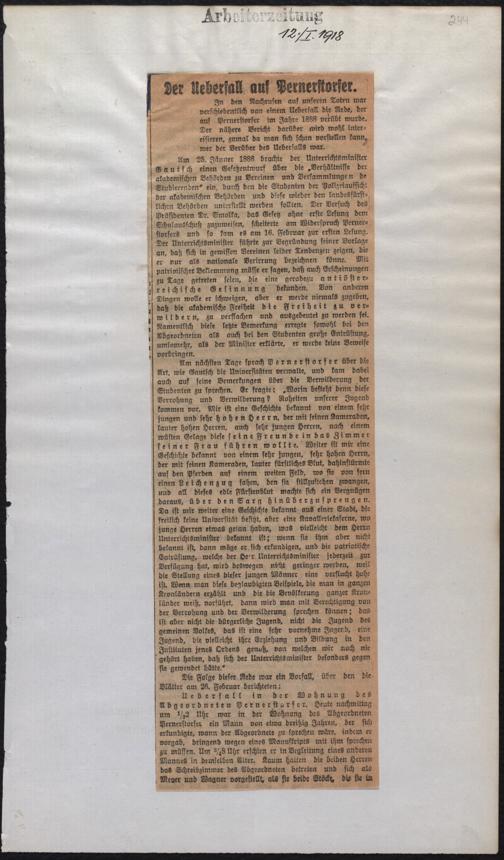 Arbeiterzeitung
12./I. 1918
244
Der Ueberfall auf Pernerstorfer.
In den Nachrufen auf unseren Toten war
verschiedentlich von einem Ueberfall die Rede, der
auf Pernerstorfer im Jahre 1888 verübt wurde.
Der nähere Bericht darüber wird wohl inter-
essieren, zumal da man sich schon vorstellen kann,
wer der Verüber des Ueberfalls war.
Am 25. Jänner 1888 brachte der Unterrichtsminister
Gautsch einen Gesetzentwurf über die „Verhältnisse der
akademischen Behörden zu Vereinen und Versammlungen de
Studierenden" ein, durch den die Studenten der Polizeiaufsicht
der akademischen Behörden und diese wieder den landesfürst-
lichen Behörden unterstellt werden sollten. Der Versuch des
Präsidenten Dr. Smolka, das Gesetz ohne erste Lesung dem
Schulausschuß zuzuweisen, scheiterte am Widerspruch Perner-
storfers und so kam es am 16. Februar zur ersten Lesung.
Der Unterrichtsminister führte zur Begründung seiner Vorlage
an, daß sich in gewissen Vereinen leider Tendenzen zeigen, die
er nur als nationale Verirrung bezeichnen könne. Mit
patriotischer Beklemmung müsse er sagen, daß auch Erscheinungen
zu Tage getreten seien, die eine geradezu antiöster-
reichische Gesinnung bekunden. Von anderen
Dingen wolle er schweigen, aber er werde niemals zugeben,
daß die akademische Freiheit die Freiheit zu ver-
wildern, zu verflachen und ausgebeutet zu werden sei.
Namentlich diese letzte Bemerkung erregte sowohl bei den
Abgeordneten als auch bei den Studenten große Entrüstung,
umsomehr, als der Minister erklärte, er werde keine Beweise
vorbringen.
Am nächsten Tage sprach Pernerstorfer über die
Art, wie Gautsch die Universitäten verwalte, und kam dabei
auch auf seine Bemerkungen über die Verwilderung der
Studenten zu sprechen. Er fragte: „Worin besteht denn diese
Verrohung und Verwilderung? Roheiten unserer Jugend
kommen vor. Mir ist eine Geschichte bekannt von einem sehr
jungen und sehr hohen Herrn, der mit seinen Kameraden,
lauter hohen Herren, auch sehr jungen Herren, nach einem
wüsten Gelage diese seine Freunde in das Zimmer
seiner Frau führen wollte. Weiter ist mir eine
Geschichte bekannt von einem sehr jungen, sehr hohen Herrn,
der mit seinen Kameraden, lauter fürstliches Blut, dahinstürmte
auf den Pferden auf einem weiten Feld, wo sie von fern
einen Leichenzug sahen, den sie stillzustehen zwangen,
und all dieses edle Fürstenblut machte sich ein Vergnügen
daraus, über den Sarg hinüberzuspringen.
Da ist mir weiter eine Geschichte bekannt aus einer Stadt, die
freilich keine Universität besitzt, aber eine Kavalleriekaserne, wo
junge Herren etwas getan haben, was vielleicht dem Herrn
Unterrichtsminister bekannt ist; wenn sie ihm aber nicht
bekannt ist, dann möge er sich erkundigen, und die patriotische
Entrüstung, welche der Herr Unterrichtsminister jederzeit zur
Verfügung hat, wird deswegen nicht geringer werden, weil
die Stellung eines dieser jungen Männer eine verflucht hohe
ist. Wenn man diese beglaubigten Beispiele, die man in ganzen
Kronländern erzählt und die die Bevölkerung ganzer Kron-
länder weiß, vorführt, dann wird man mit Berechtigung von
der Verrohung und der Verwilderung sprechen können; das
ist aber nicht die bürgerliche Jugend, nicht die Jugend des
gemeinen Volkes, das ist eine sehr vornehme Jugend, eine
Jugend, die vielleicht ihre Erziehung und Bildung in den
Instituten jenes Ordens genoß, von welchem wir noch nie
gehört haben, daß sich der Unterrichtsminister besonders gegen
sie gewendet hätte."
Die Folge dieser Rede war ein Vorfall, über den die
Blätter am 26. Februar berichteten:
Ueberfall in der Wohnung des
Abgeordneten Pernerstorfer. Heute nachmittag
um ½2 Uhr war in der Wohnung des Abgeordneten
Pernerstorfer ein Mann von etwa dreißig Jahren, der sich
erkundigte, wann der Abgeordnete zu sprechen wäre, indem er
vorgab, dringend wegen eines Manuskripts mit ihm sprechen
zu müssen. Um Uhr erschien er in Begleitung eines anderen
Mannes in demselben Alter. Kaum hatten die beiden Herren
das Schreibzimmer des Abgeordneten betreten und sich als
Mayer und Wagner vorgestellt, als sie beide Stöcke, die sie in